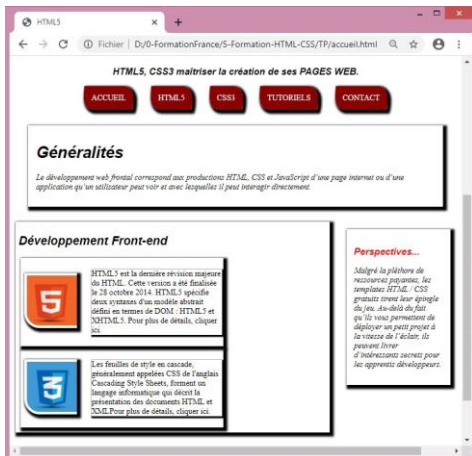 HTML5
Fichier | D:/0-FormationFrance/5-Formation-HTML-CSS/TP/accueil.html
HTML5, CSS3 maitriser la création de ses PAGES WEB.
ACCUEIL HTML5 CSS3 TUTORIELS CONTACT
Généralités
Le développement web frontal correspond aux productions HTML, CSS et JavaScript d'une page internet ou d'une
application qu'un utilisateur peut voir et avec lesquelles il peut interagir directement.
Développement Front-end
HTML5 est la dernière révision majeure
du HTML. Cette version a été finalisée
le 28 octobre 2014. HTML5 spécifie
deux syntaxes d'un modèle abstrait
défini en termes de DOM : HTML5 et
XHTML5. Pour plus de détails, cliquer
ici.
5
Les feuilles de style en cascade,
généralement appelées CSS de l'anglais
Cascading Style Sheets, forment un
langage informatique qui décrit la
présentation des documents HTML et
XMLPour plus de détails, cliquer ici.
3
Perspectives...
Malgré la pléthore de
ressources payantes, les
templates HTML / CSS
gratuits tirent leur épingle
du jeu. Au-delà du fait
qu'ils vous permettent de
déployer un petit projet à
la vitesse de l'éclair, ils
peuvent livrer
d'intéressants secrets pour
les apprentis développeurs.